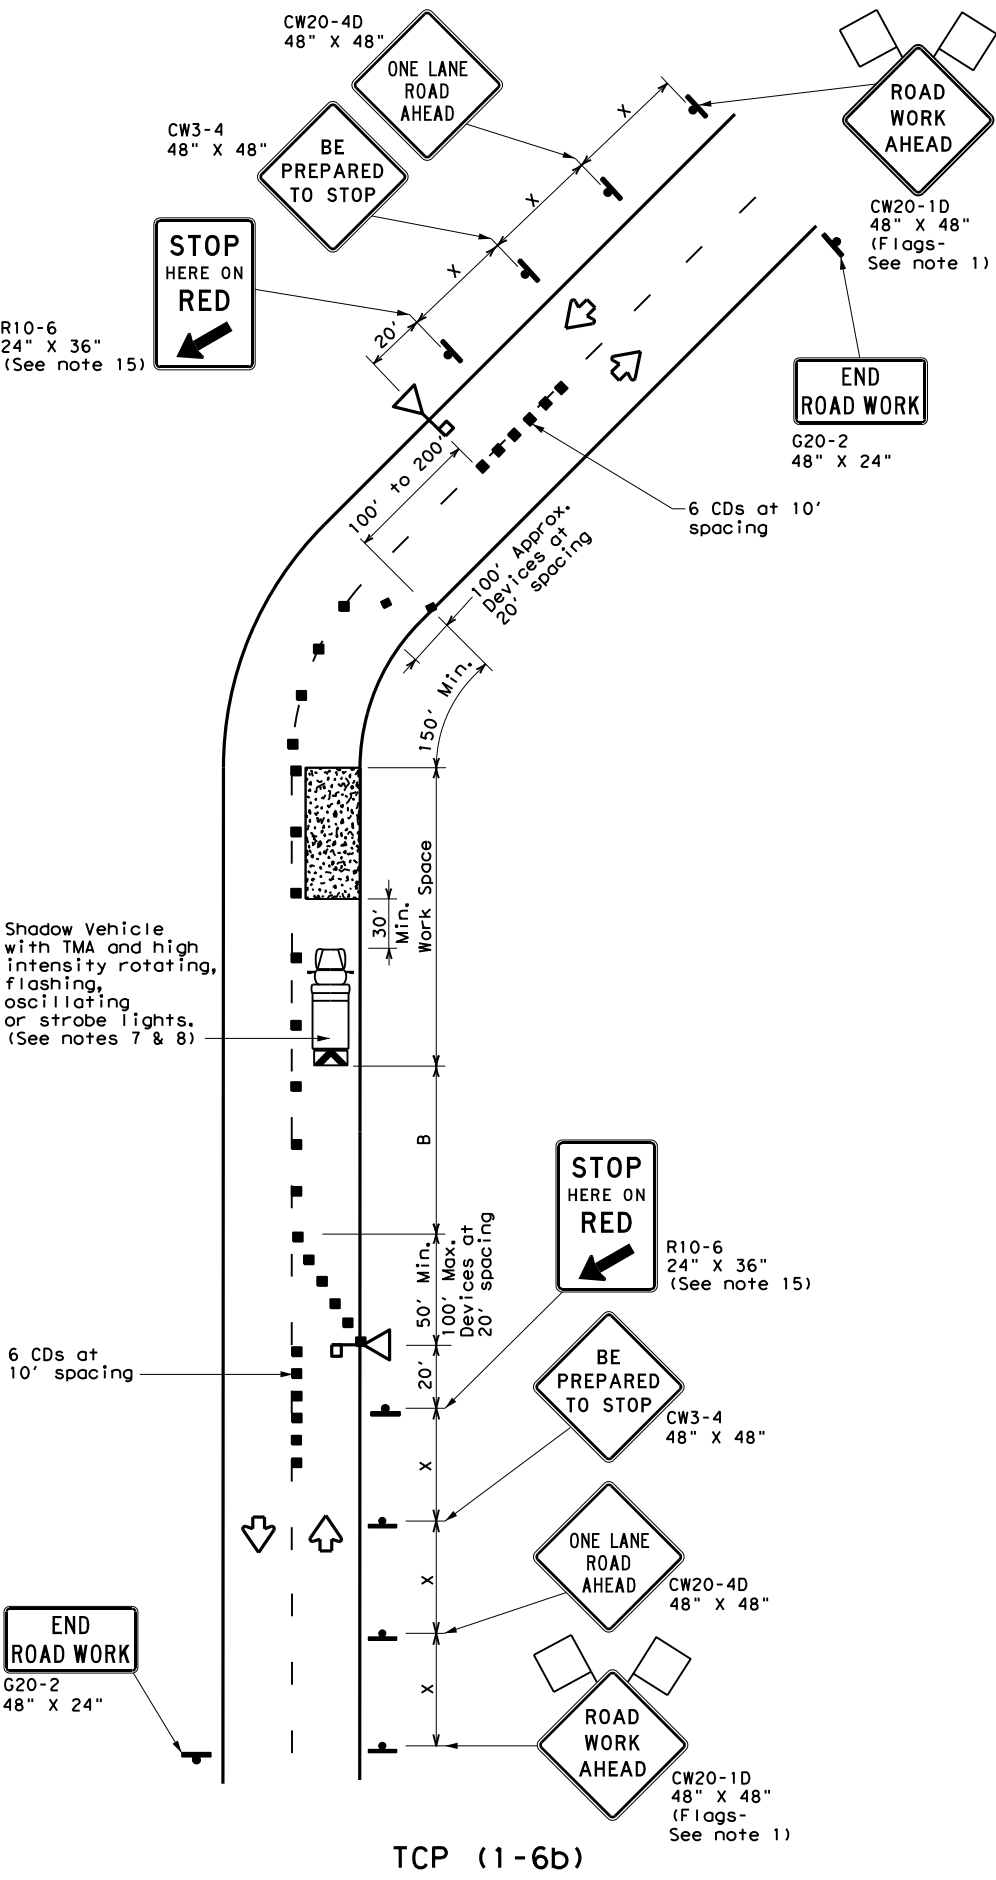 CW20-4D
48" X 48"
ONE LANE
ROAD
AHEAD
CW3-4
48" X 48"
BE
PREPARED
TO STOP
ROAD
WORK
AHEAD
CW20-1D
48" X 48"
(Flags-
See note 1)
STOP
HERE ON
RED
R10-6
24" X 36"
(See note 15)
X
X
X
20'
END
ROAD WORK
G20-2
48" X 24"
100' to 200'
6 CDs at 10'
spacing
100' Approx.
Devices at
20' spacing
150' Min.
Work Space
30'
Min.
Shadow Vehicle
with TMA and high
intensity rotating,
flashing,
oscillating
or strobe lights.
(See notes 7 & 8)
B
50' Min.
100' Max.
Devices at
20' spacing
STOP
HERE ON
RED
R10-6
24" X 36"
(See note 15)
6 CDs at
10' spacing
20'
BE
PREPARED
TO STOP
CW3-4
48" X 48"
X
ONE LANE
ROAD
AHEAD
CW20-4D
48" X 48"
X
END
ROAD WORK
G20-2
48" X 24"
X
ROAD
WORK
AHEAD
CW20-1D
48" X 48"
(Flags-
See note 1)
TCP (1-6b)